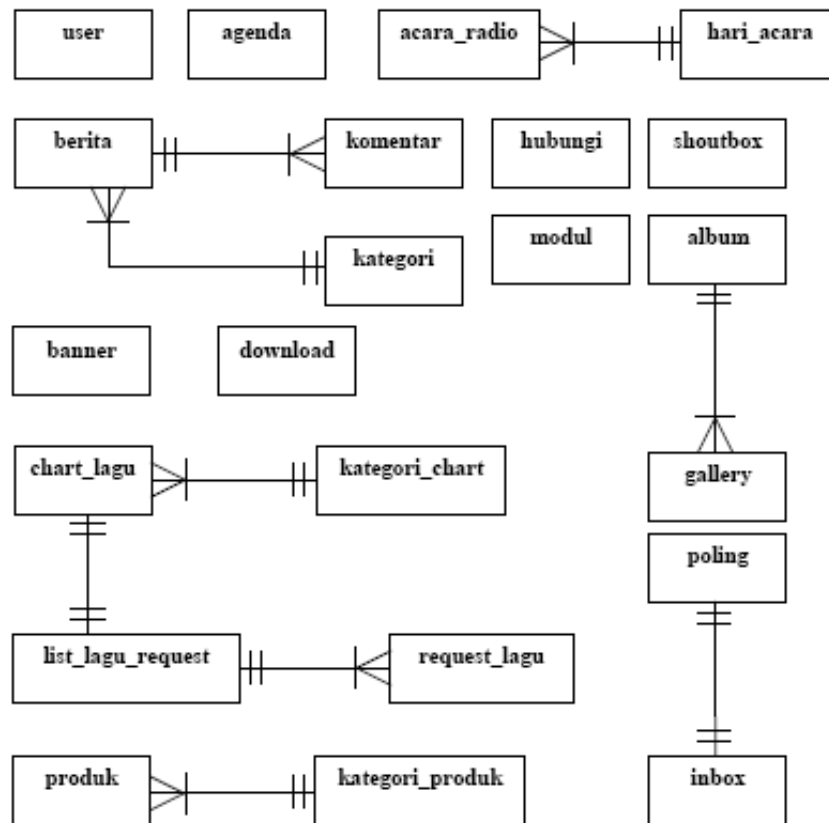 user
agenda
acara_radio
hari_acara
berita
komentar
hubungi
shoutbox
kategori
modul
album
banner
download
chart_lagu
kategori_chart
gallery
poling
list_lagu_request
request_lagu
produk
kategori_produk
inbox